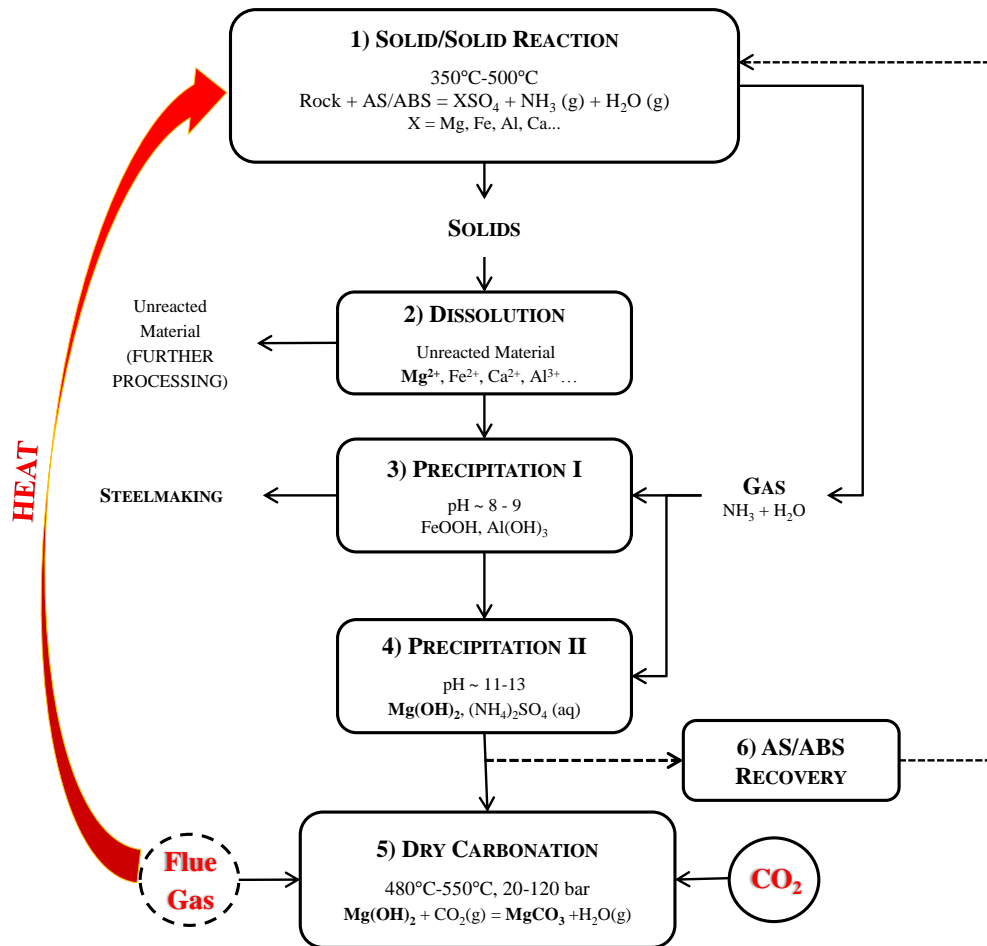 1) SOLID/SOLID REACTION
350°C-500°C
Rock + AS/ABS = XSO₄ + NH₃ (g) + H₂O (g)
X = Mg, Fe, Al, Ca...
SOLIDS
2) DISSOLUTION
Unreacted Material
Mg²⁺, Fe²⁺, Ca²⁺, Al³⁺…
Unreacted
Material
(FURTHER
PROCESSING)
3) PRECIPITATION I
pH ~ 8 - 9
FeOOH, Al(OH)₃
STEELMAKING
GAS
NH₃ + H₂O
HEAT
4) PRECIPITATION II
pH ~ 11-13
Mg(OH)₂, (NH₄)₂SO₄ (aq)
6) AS/ABS
RECOVERY
5) DRY CARBONATION
480°C-550°C, 20-120 bar
Mg(OH)₂ + CO₂(g) = MgCO₃ +H₂O(g)
Flue
Gas
CO₂